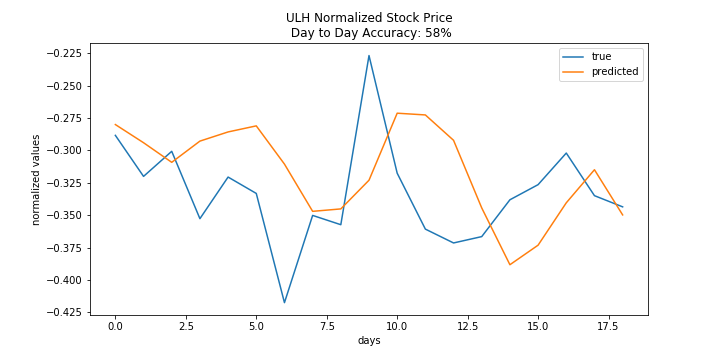 ULH Normalized Stock Price
Day to Day Accuracy: 58%
true
predicted
normalized values
−0.225
−0.250
−0.275
−0.300
−0.325
−0.350
−0.375
−0.400
−0.425
0.0 2.5 5.0 7.5 10.0 12.5 15.0 17.5
days